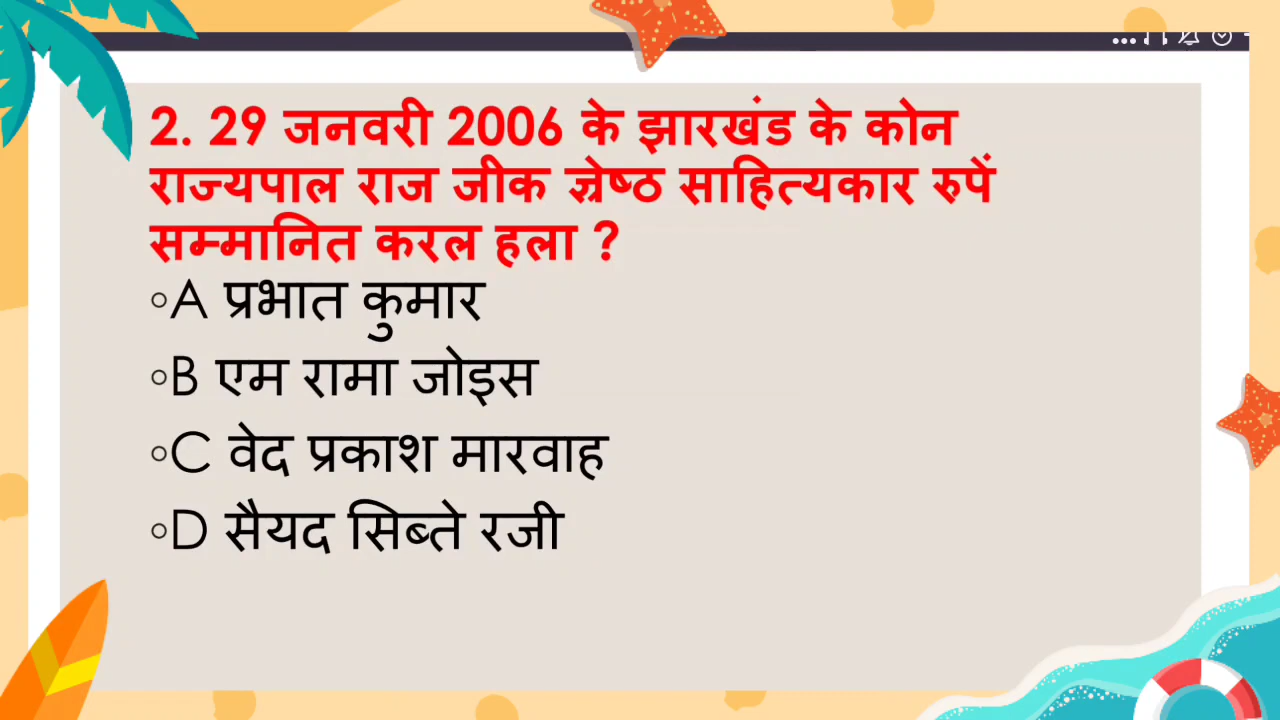 2. 29 जनवरी 2006 के झारखंड के कोन
राज्यपाल राज जीक ज्ञेष्ठ साहित्यकार रुपें
सम्मानित करल हला ?
◦A प्रभात कुमार
◦B एम रामा जोइस
◦C वेद प्रकाश मारवाह
◦D सैयद सिब्ते रजी